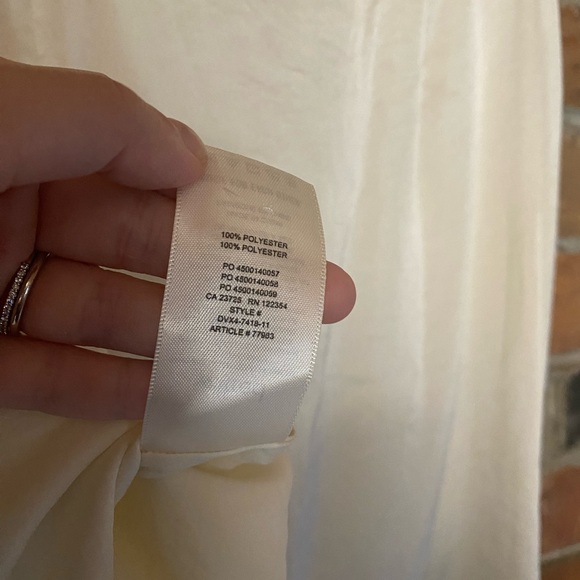 100% POLYESTER
100% POLYESTER
PO 4500140057
PO 4500140058
PO 4500140059
CA 23725 RN 122354
STYLE #
DVX4-7418-11
ARTICLE # 77983